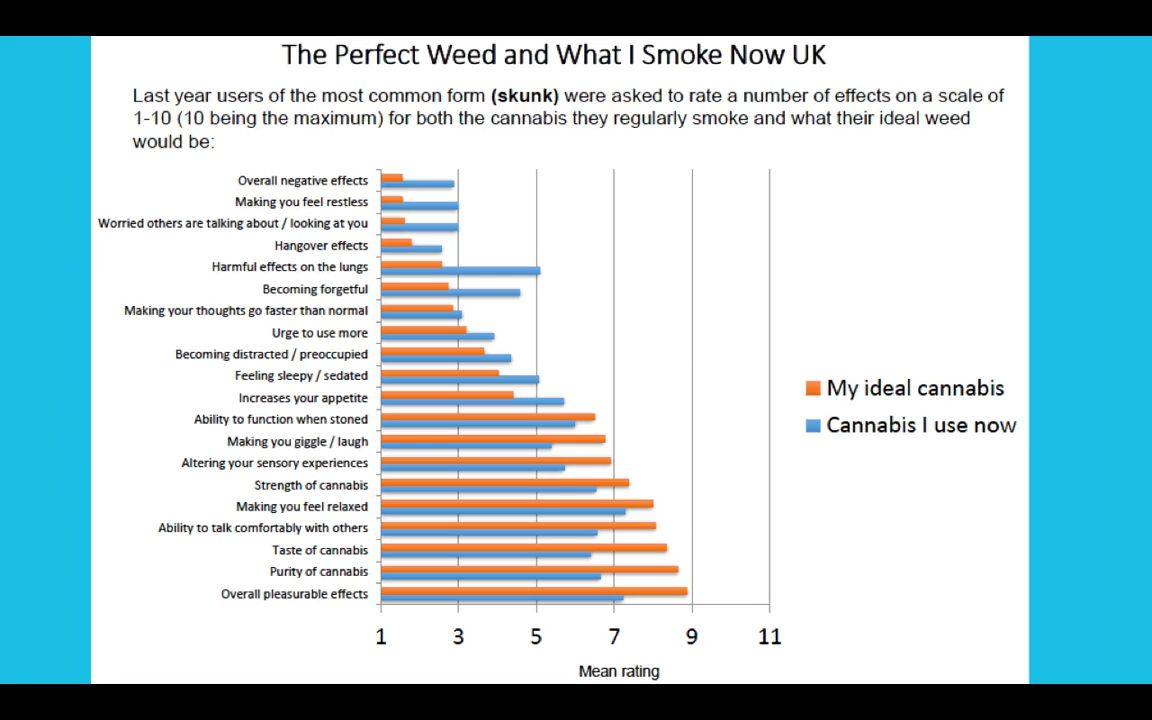 The Perfect Weed and What I Smoke Now UK
Last year users of the most common form (skunk) were asked to rate a number of effects on a scale of
1-10 (10 being the maximum) for both the cannabis they regularly smoke and what their ideal weed
would be:
Overall negative effects
Making you feel restless
Worried others are talking about / looking at you
Hangover effects
Harmful effects on the lungs
Becoming forgetful
Making your thoughts go faster than normal
Urge to use more
Becoming distracted / preoccupied
Feeling sleepy / sedated
Increases your appetite
Ability to function when stoned
Making you giggle / laugh
Altering your sensory experiences
Strength of cannabis
Making you feel relaxed
Ability to talk comfortably with others
Taste of cannabis
Purity of cannabis
Overall pleasurable effects
My ideal cannabis
Cannabis I use now
1 3 5 7 9 11
Mean rating